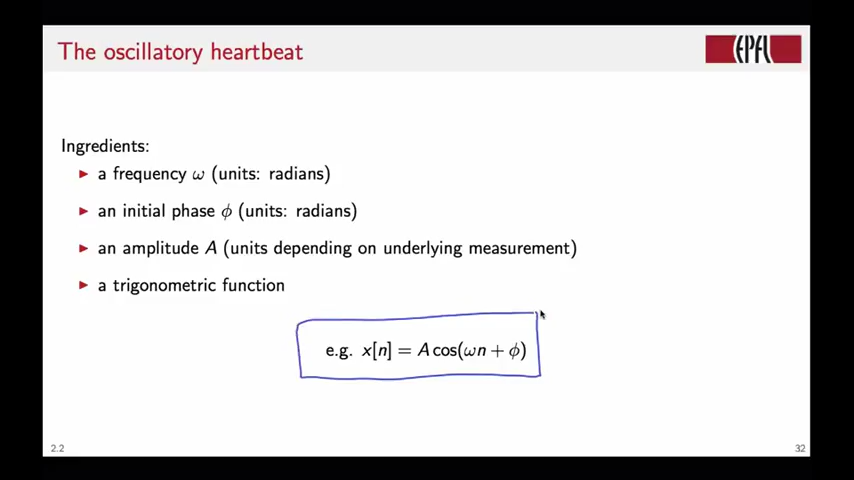 The oscillatory heartbeat
EPFL
Ingredients:
▶ a frequency ω (units: radians)
▶ an initial phase ϕ (units: radians)
▶ an amplitude A (units depending on underlying measurement)
▶ a trigonometric function
e.g. x[n] = A cos(ωn + ϕ)
2.2
32